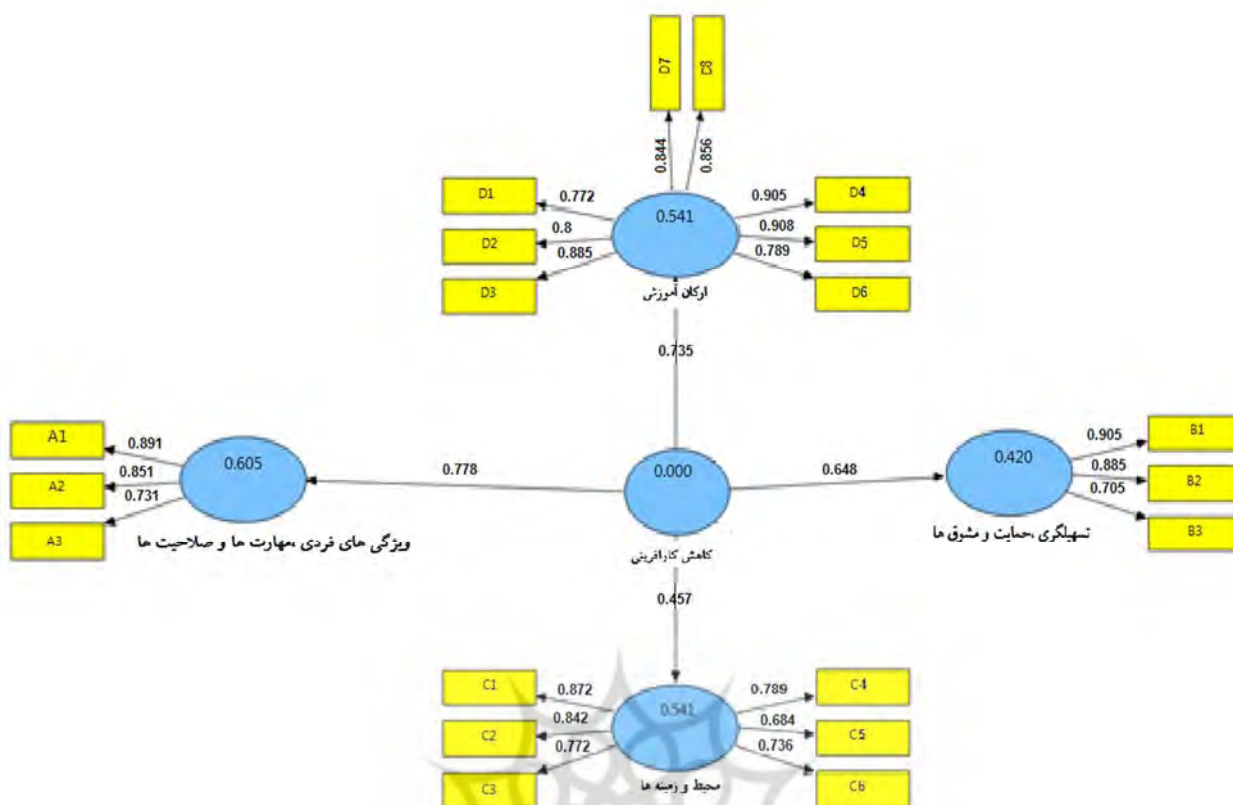 D7
D8
0.844
0.856
D1
0.772
0.541
0.905
D4
D2
0.8
0.908
D5
D3
0.885
0.789
D6
ارکان آموزش
0.735
A1
0.891
0.605
0.778
0.000
0.648
0.420
0.905
B1
A2
0.851
0.885
B2
A3
0.731
0.705
B3
ویژگی های فردی ،مهارت ها و صلاحیت ها
کاهش کارآفرینی
تسهیلگری ،حمایت و مشوق ها
0.457
C1
0.872
0.541
0.789
C4
C2
0.842
0.684
C5
C3
0.772
0.736
C6
محیط و زمینه ها